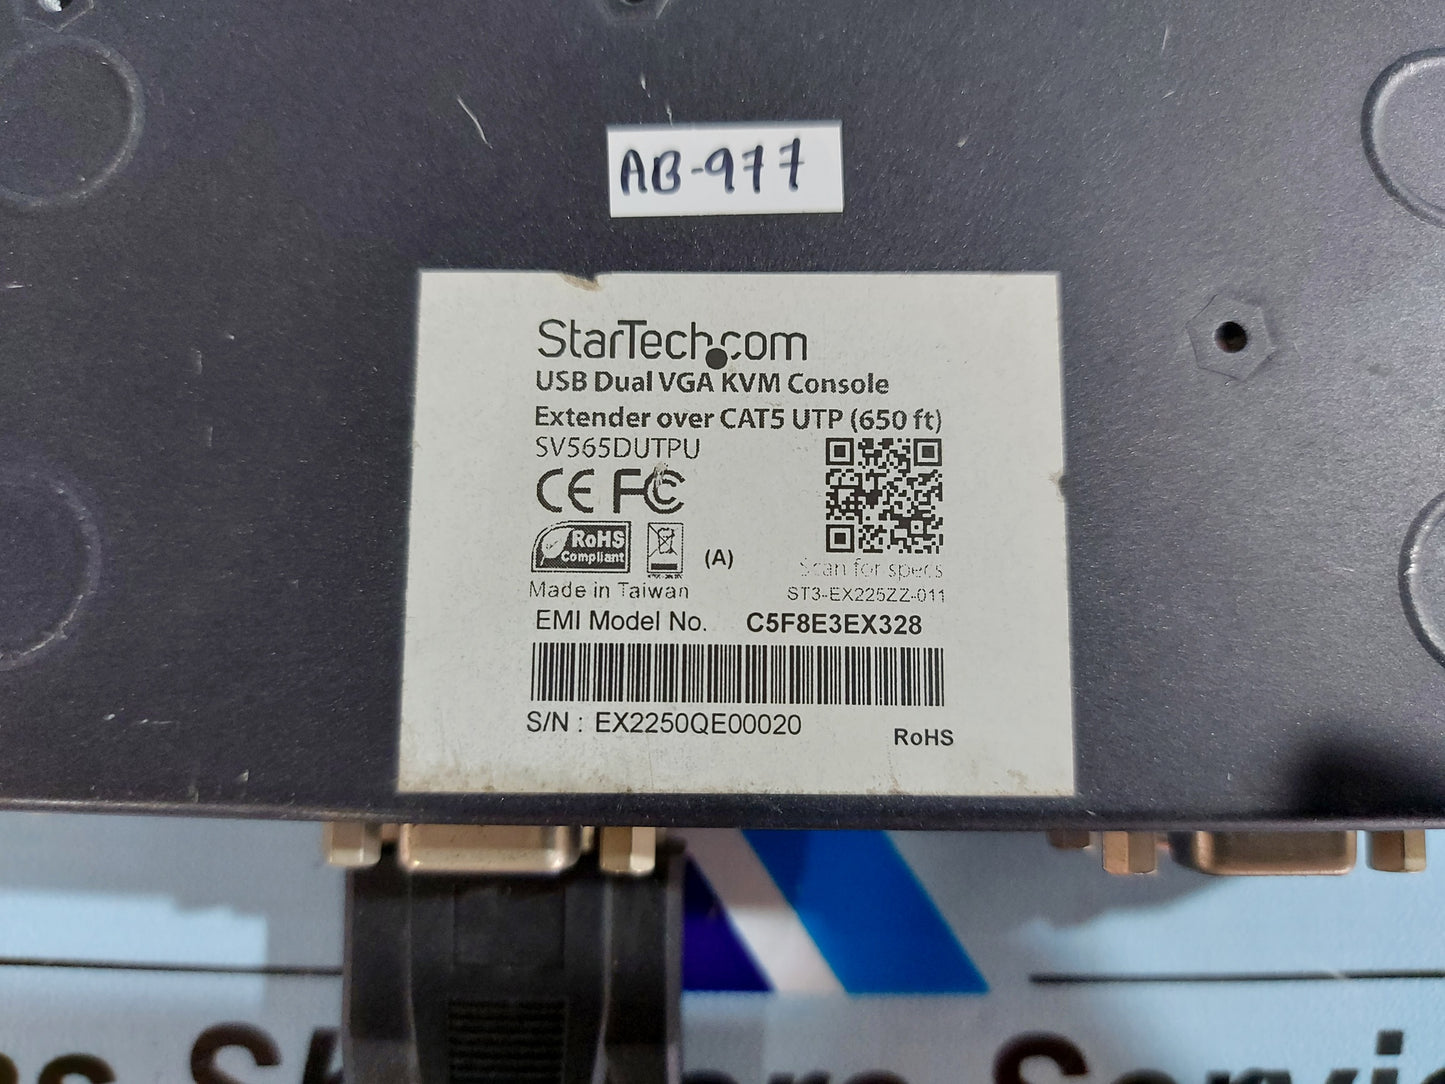 AB-977
StarTech.com
USB Dual VGA KVM Console
Extender over CAT5 UTP (650 ft)
SV565DUTPU
CE FC
RoHS
Compliant
(A)
Scan for specs
Made in Taiwan
ST3-EX225ZZ-011
EMI Model No. C5F8E3EX328
S/N : EX2250QE00020
RoHS